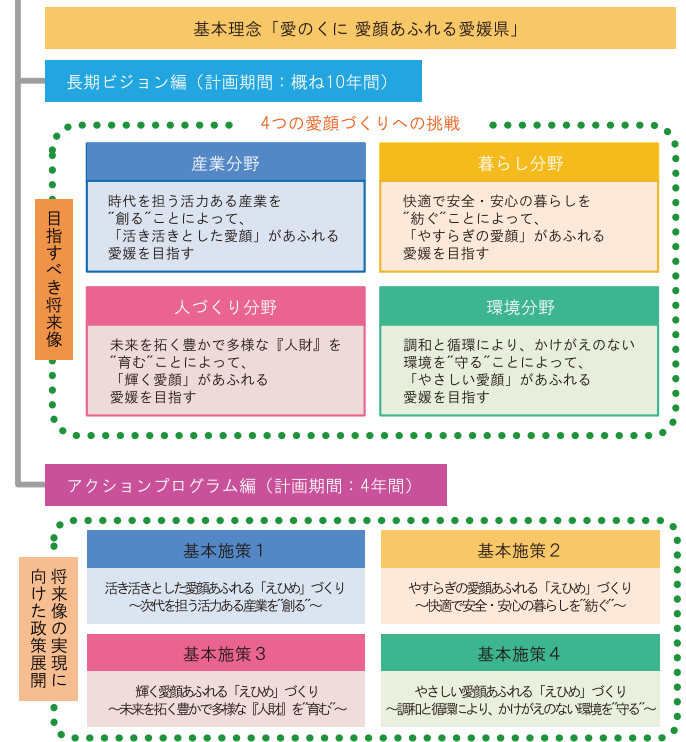 基本理念「愛のくに 愛顔あふれる愛媛県」
長期ビジョン編（計画期間：概ね10年間）
4つの愛顔づくりへの挑戦
目指すべき将来像
産業分野
時代を担う活力ある産業を
"創る"ことによって、
「活き活きとした愛顔」があふれる
愛媛を目指す
暮らし分野
快適で安全・安心の暮らしを
"紡ぐ"ことによって、
「やすらぎの愛顔」があふれる
愛媛を目指す
人づくり分野
未来を拓く豊かで多様な『人財』を
"育む"ことによって、
「輝く愛顔」があふれる
愛媛を目指す
環境分野
調和と循環により、かけがえのない
環境を"守る"ことによって、
「やさしい愛顔」があふれる
愛媛を目指す
アクションプログラム編（計画期間：4年間）
将来像の実現に
向けた政策展開
基本施策1
活き活きとした愛顔あふれる「えひめ」づくり
～次代を担う活力ある産業を"創る"～
基本施策2
やすらぎの愛顔あふれる「えひめ」づくり
～快適で安全・安心の暮らしを"紡ぐ"～
基本施策3
輝く愛顔あふれる「えひめ」づくり
～未来を拓く豊かで多様な『人財』を"育む"～
基本施策4
やさしい愛顔あふれる「えひめ」づくり
～調和と循環により、かけがえのない環境を"守る"～